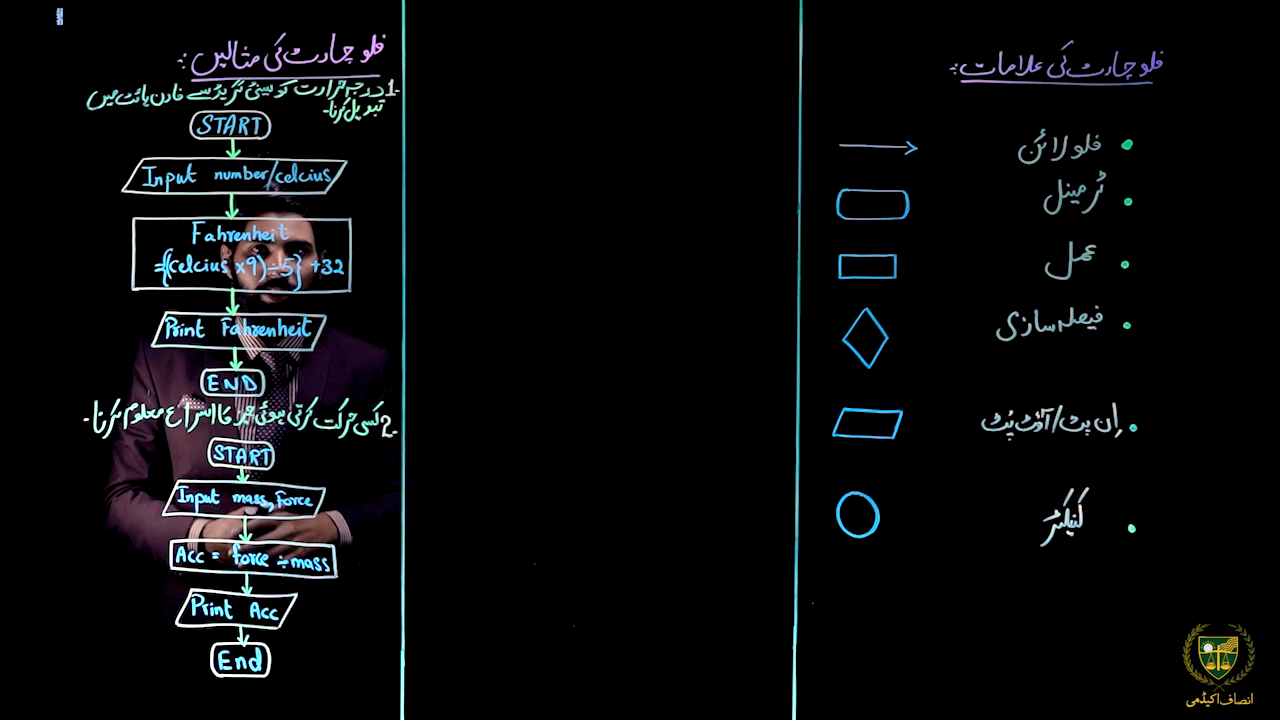 فلو چارٹ کی علامات :
فلو لائن
ٹرمینل
عمل
فیصلہ سازی
اِن پٹ/آؤٹ پُٹ
کنیکٹر
فلو چارٹ کی مثالیں :
1- درجہ حرارت کو سینٹی گریڈ سے فارن ہائٹ میں
تبدیل کرنا۔
START
Input number/celcius
Fahrenheit
={(celcius ×9)÷5} +32
Print Fahrenheit
END
2- کسی حرکت کرتی ہوئی چیز کا اسراع معلوم کرنا۔
START
Input mass, Force
Acc = force ÷ mass
Print Acc
End
انصاف اکیڈمی